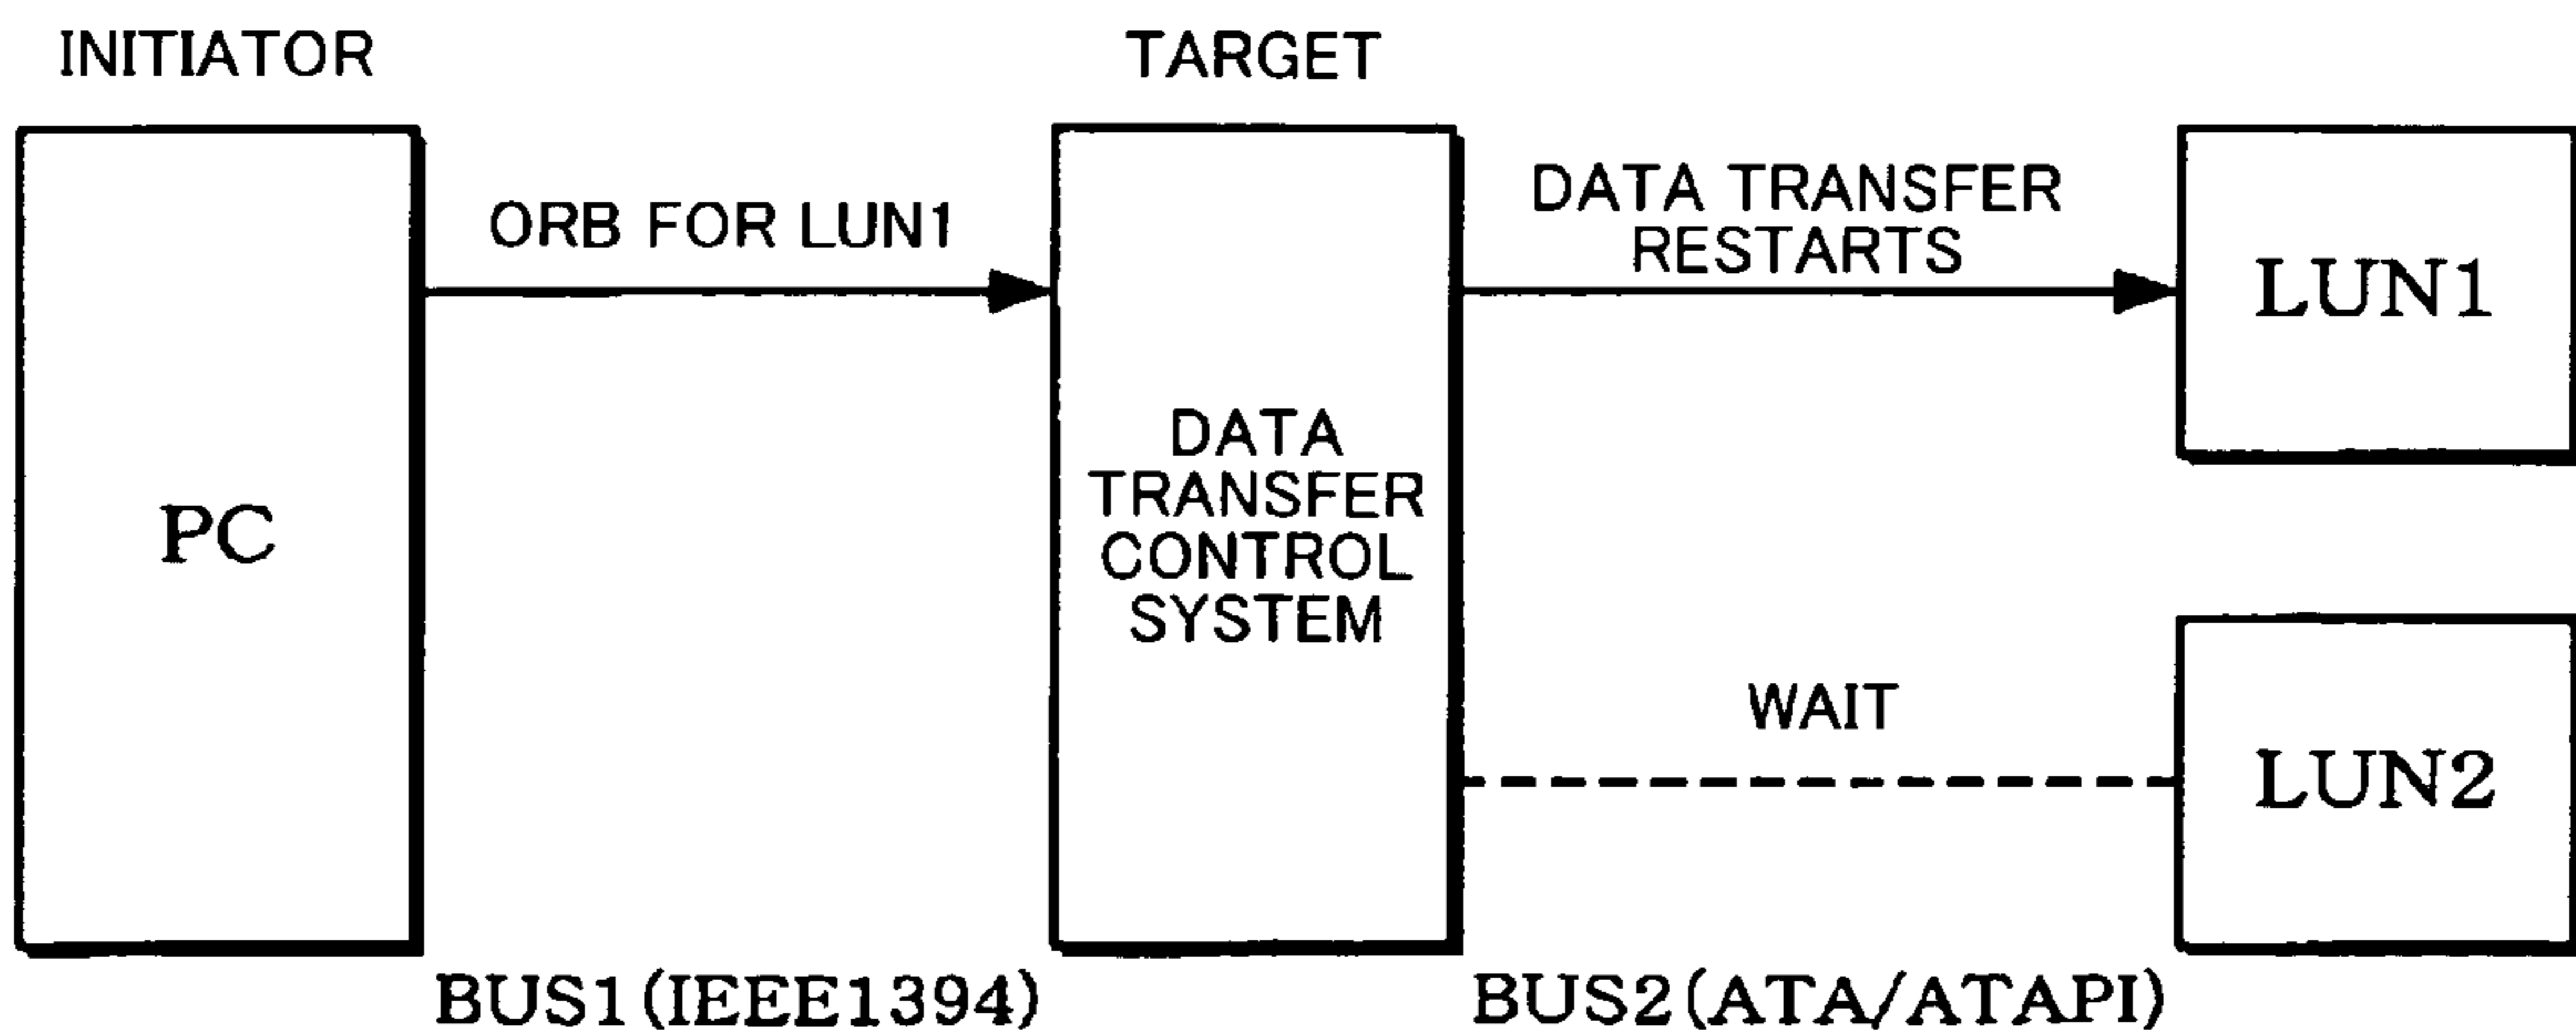 INITIATOR
TARGET
ORB FOR LUN1
DATA TRANSFER
RESTARTS
LUN1
PC
DATA
TRANSFER
CONTROL
SYSTEM
WAIT
LUN2
BUS1(IEEE1394)
BUS2(ATA/ATAPI)